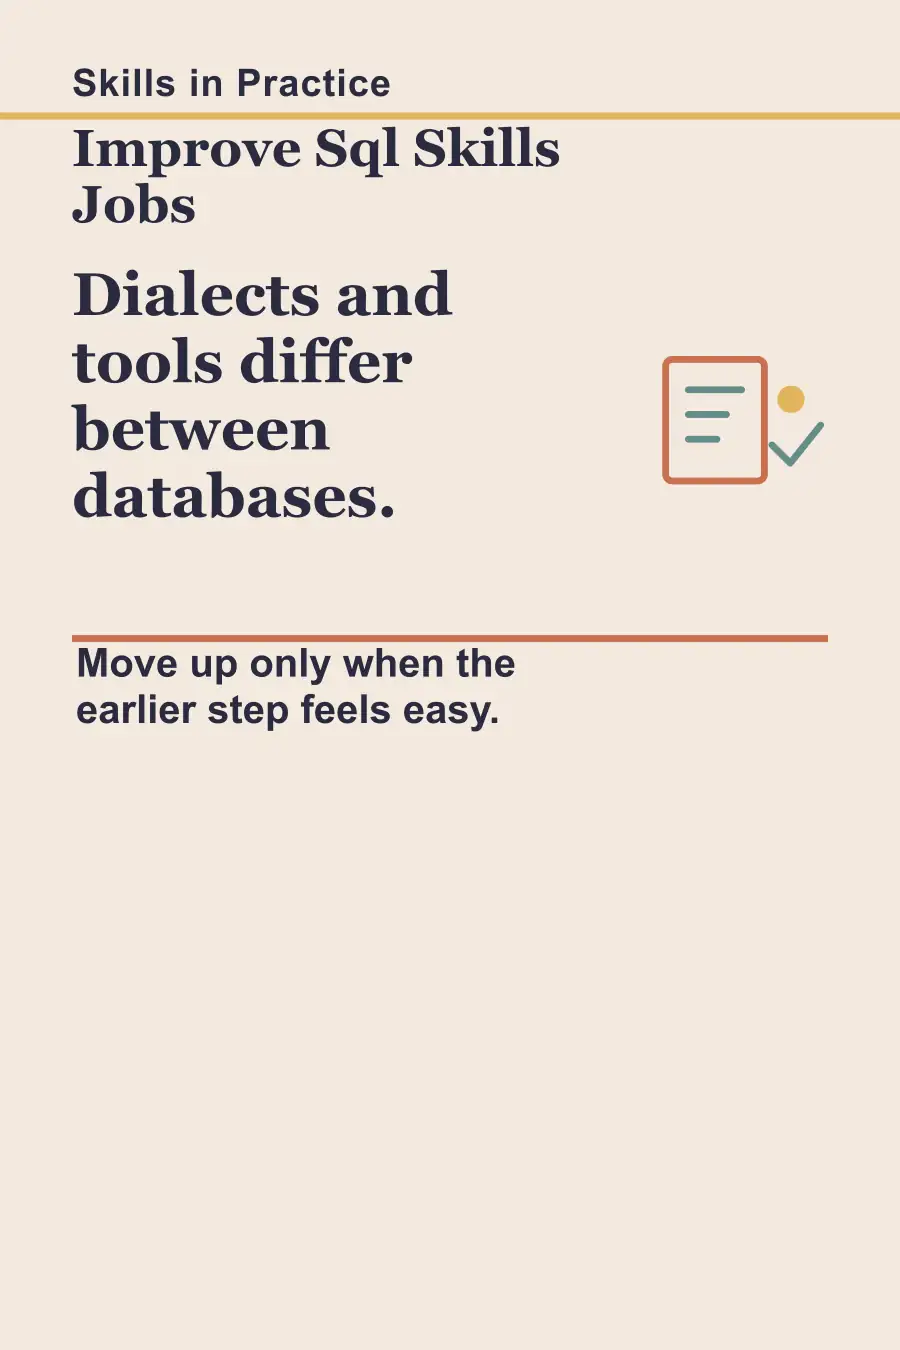 Skills in Practice
Improve Sql Skills
Jobs
Dialects and
tools differ
between
databases.
Move up only when the
earlier step feels easy.